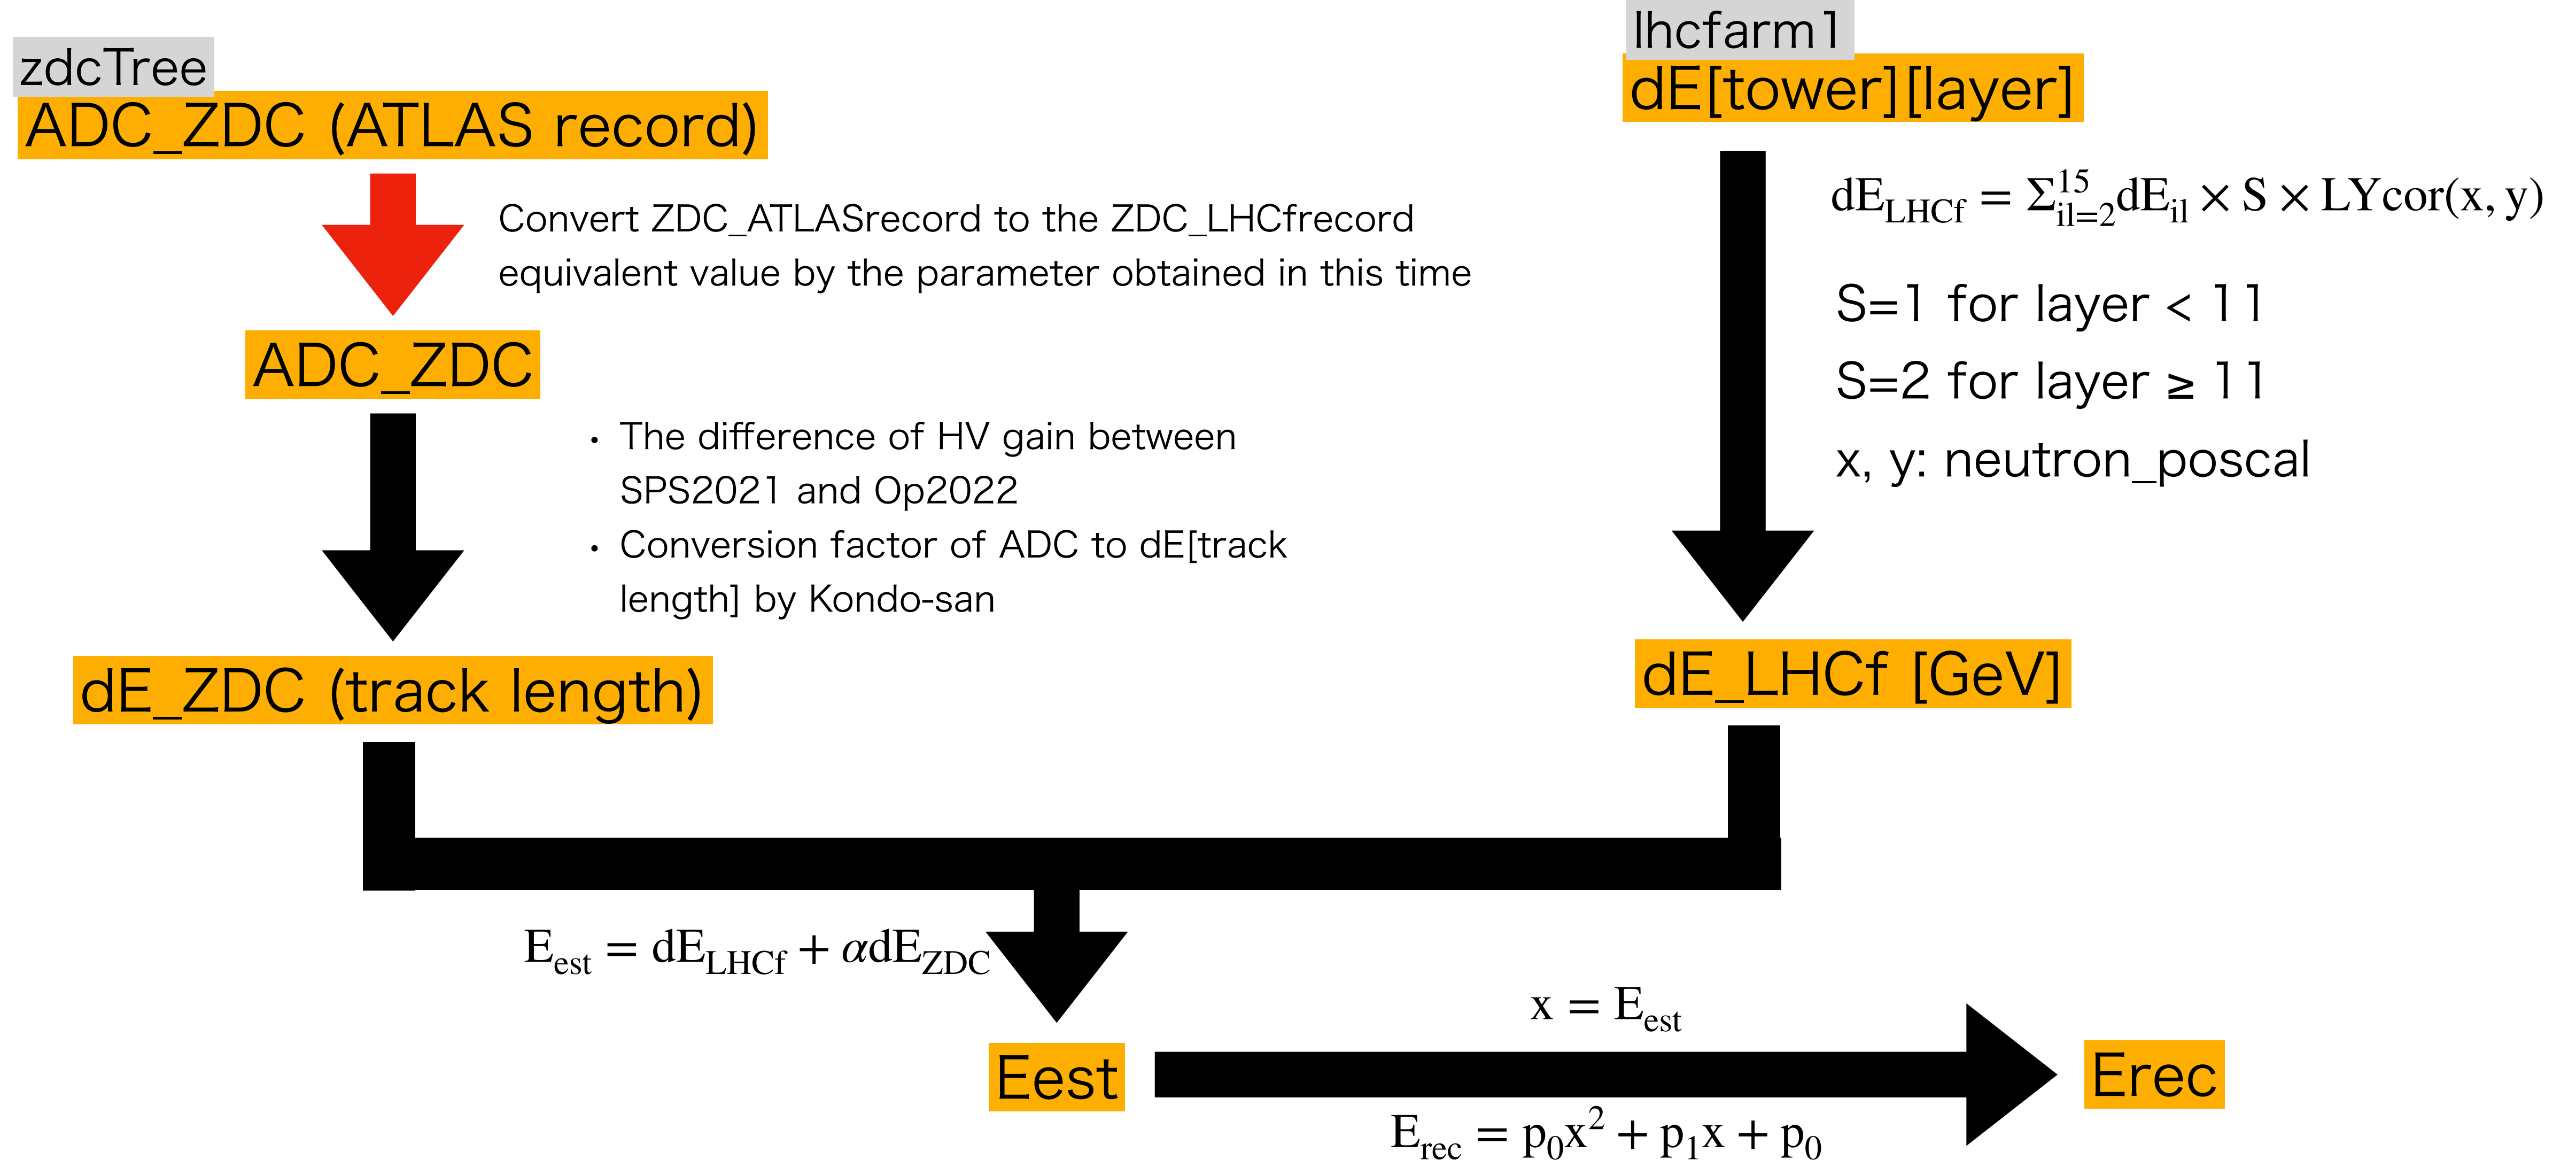 zdcTree
ADC_ZDC (ATLAS record)
Convert ZDC_ATLASrecord to the ZDC_LHCfrecord
equivalent value by the parameter obtained in this time
ADC_ZDC
• The difference of HV gain between
SPS2021 and Op2022
• Conversion factor of ADC to dE[track
length] by Kondo-san
dE_ZDC (track length)
lhcfarm1
dE[tower][layer]
dE_LHCf = Σ_{il=2}^{15} dE_il × S × LYcor(x, y)
S=1 for layer < 11
S=2 for layer ≥ 11
x, y: neutron_poscal
dE_LHCf [GeV]
E_est = dE_LHCf + αdE_ZDC
Eest
x = E_est
E_rec = p_0x^2 + p_1x + p_0
Erec